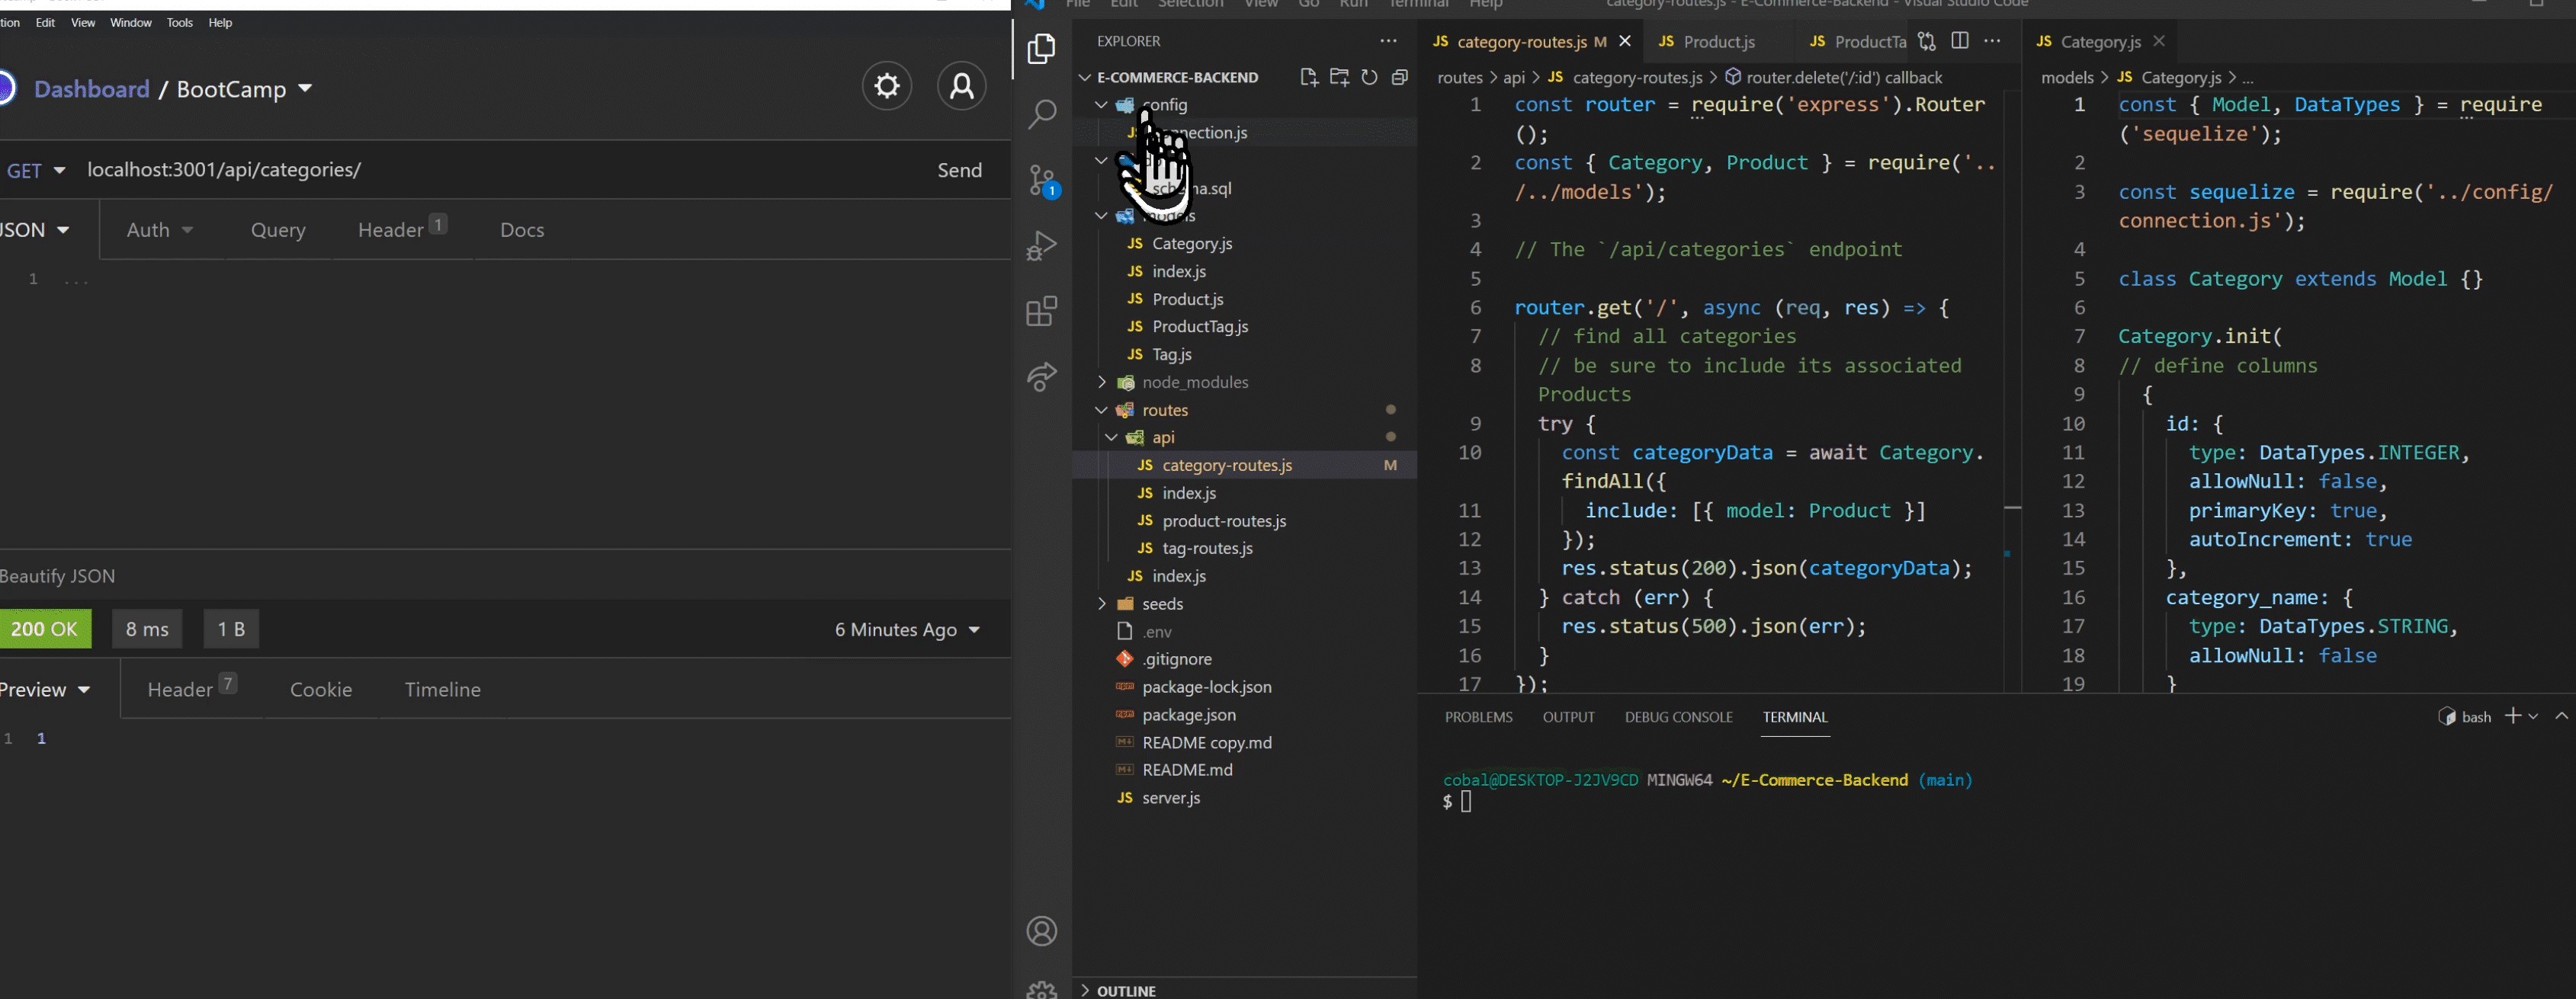 Edit View Window Tools Help
Dashboard / BootCamp
GET localhost:3001/api/categories/ Send
JSON Auth Query Header 1 Docs
1 ...
Beautify JSON
200 OK 8 ms 1 B 6 Minutes Ago
Preview Header 7 Cookie Timeline
1 1
File Edit Selection View Go Run Terminal Help
category-routes.js - E-Commerce-Backend - Visual Studio Code
EXPLORER
E-COMMERCE-BACKEND
config
schema.sql
models
Category.js
index.js
Product.js
ProductTag.js
Tag.js
node_modules
routes
api
category-routes.js M
index.js
product-routes.js
tag-routes.js
index.js
seeds
.env
.gitignore
package-lock.json
package.json
README copy.md
README.md
server.js
OUTLINE
1
JS category-routes.js M JS Product.js JS ProductTa
routes > api > JS category-routes.js > router.delete('/:id') callback
1 const router = require('express').Router
();
2 const { Category, Product } = require('..
/../models');
3
4 // The `/api/categories` endpoint
5
6 router.get('/', async (req, res) => {
7 // find all categories
8 // be sure to include its associated
Products
9 try {
10 const categoryData = await Category.
findAll({
11 include: [{ model: Product }]
12 });
13 res.status(200).json(categoryData);
14 } catch (err) {
15 res.status(500).json(err);
16 }
17 });
JS Category.js
models > JS Category.js > ...
1 const { Model, DataTypes } = require
('sequelize');
2
3 const sequelize = require('../config/
connection.js');
4
5 class Category extends Model {}
6
7 Category.init(
8 // define columns
9 {
10 id: {
11 type: DataTypes.INTEGER,
12 allowNull: false,
13 primaryKey: true,
14 autoIncrement: true
15 },
16 category_name: {
17 type: DataTypes.STRING,
18 allowNull: false
19 }
PROBLEMS OUTPUT DEBUG CONSOLE TERMINAL bash
cobal@DESKTOP-J2JV9CD MINGW64 ~/E-Commerce-Backend (main)
$